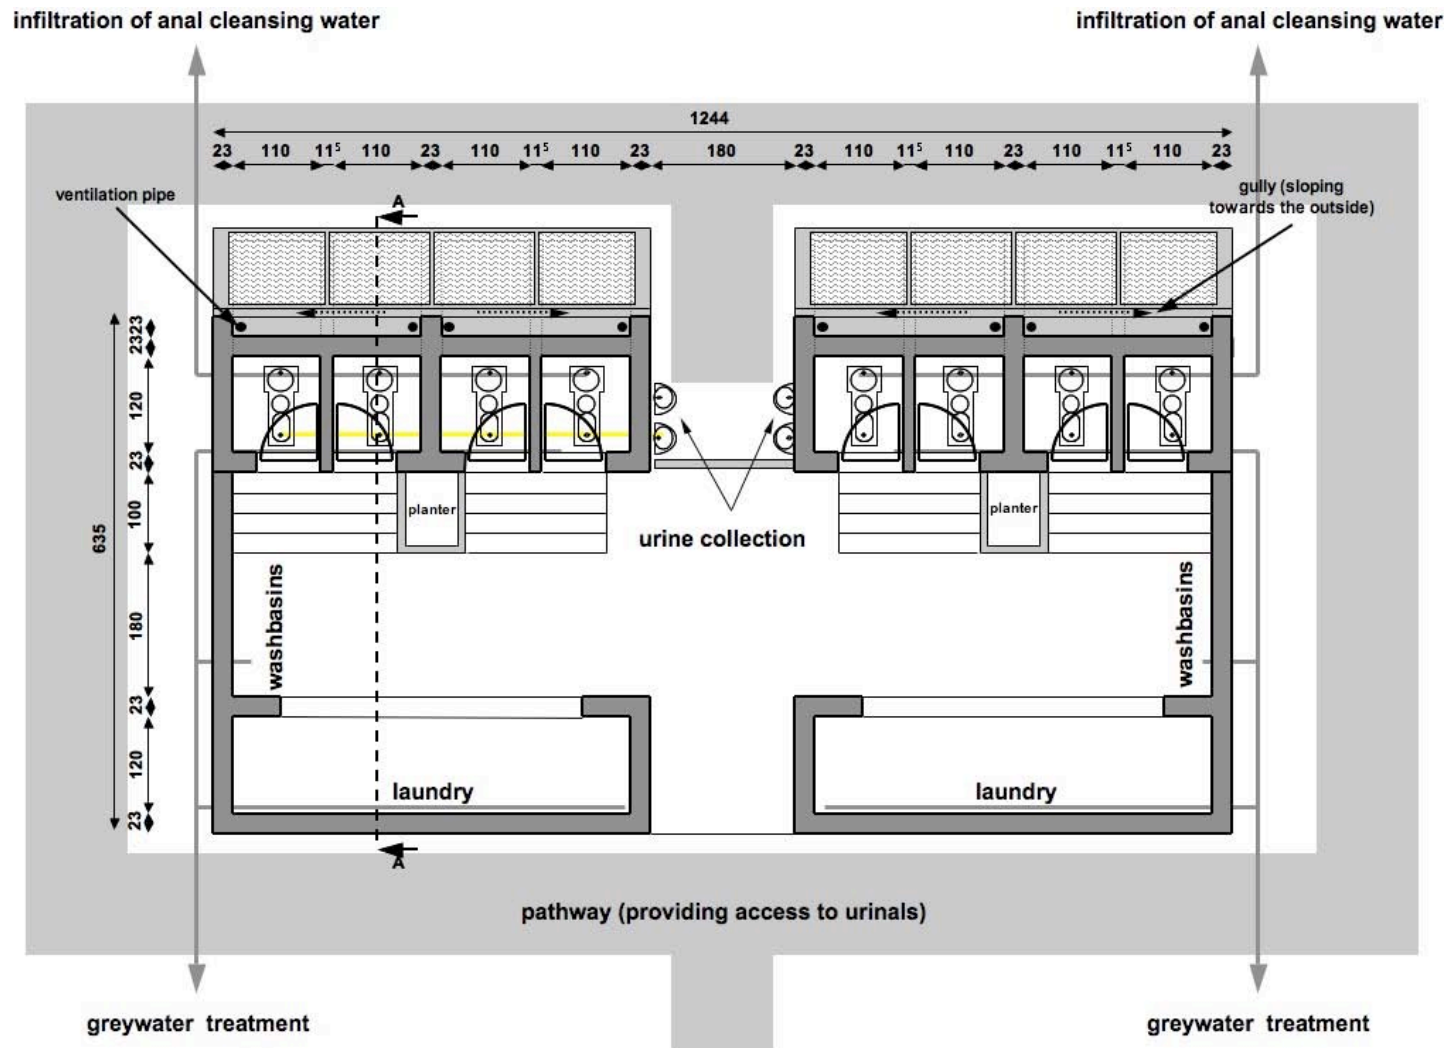 infiltration of anal cleansing water
infiltration of anal cleansing water
1244
23 110 11⁵ 110 23 110 11⁵ 110 23 180 23 110 11⁵ 110 23 110 11⁵ 110 23
ventilation pipe
A
gully (sloping
towards the outside)
23
23
120
23
100
635
180
23
120
23
planter
planter
urine collection
washbasins
washbasins
laundry
laundry
A
pathway (providing access to urinals)
greywater treatment
greywater treatment